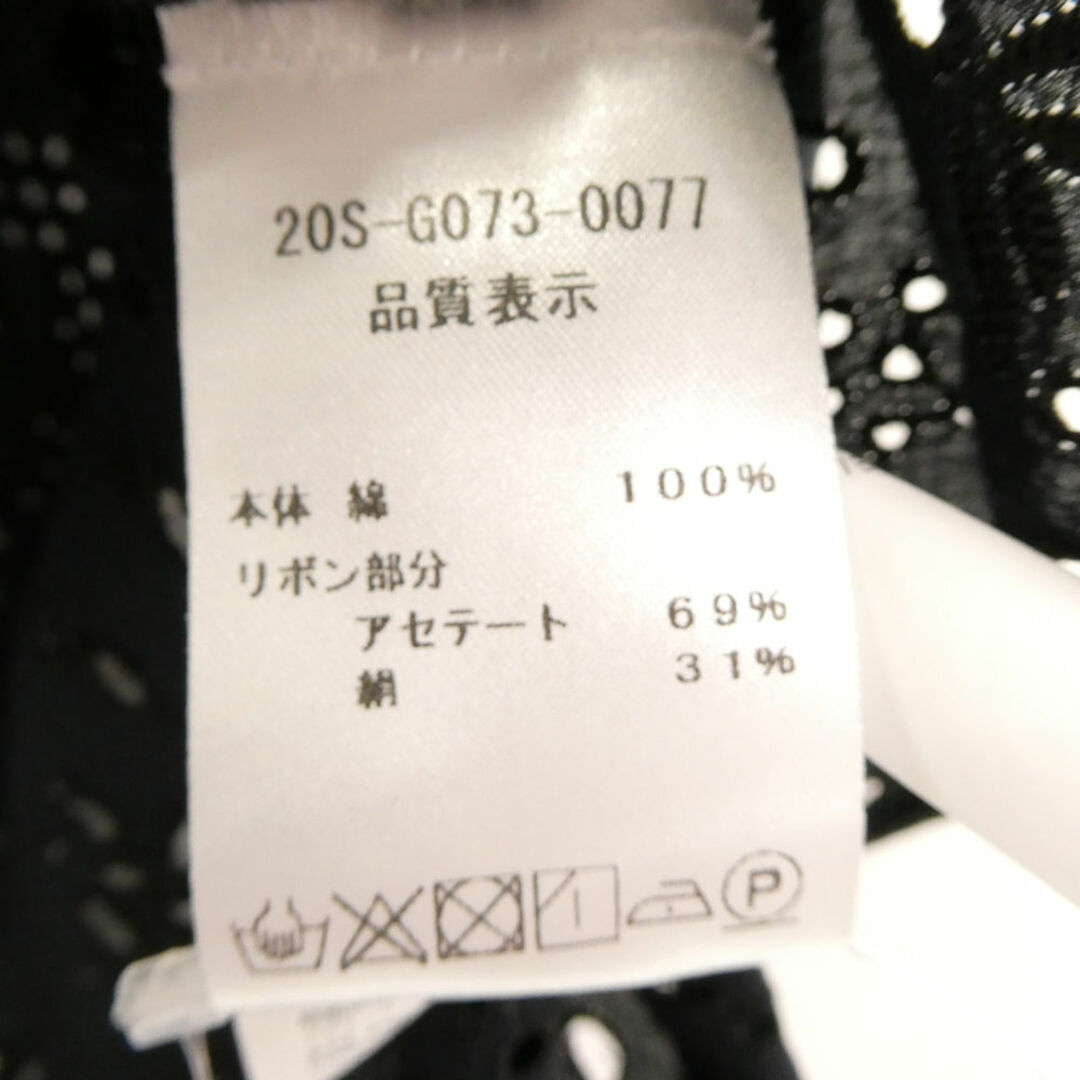 20S-G073-0077
品質表示
本体 綿 100%
リボン部分
アセテート 69%
絹 31%
P